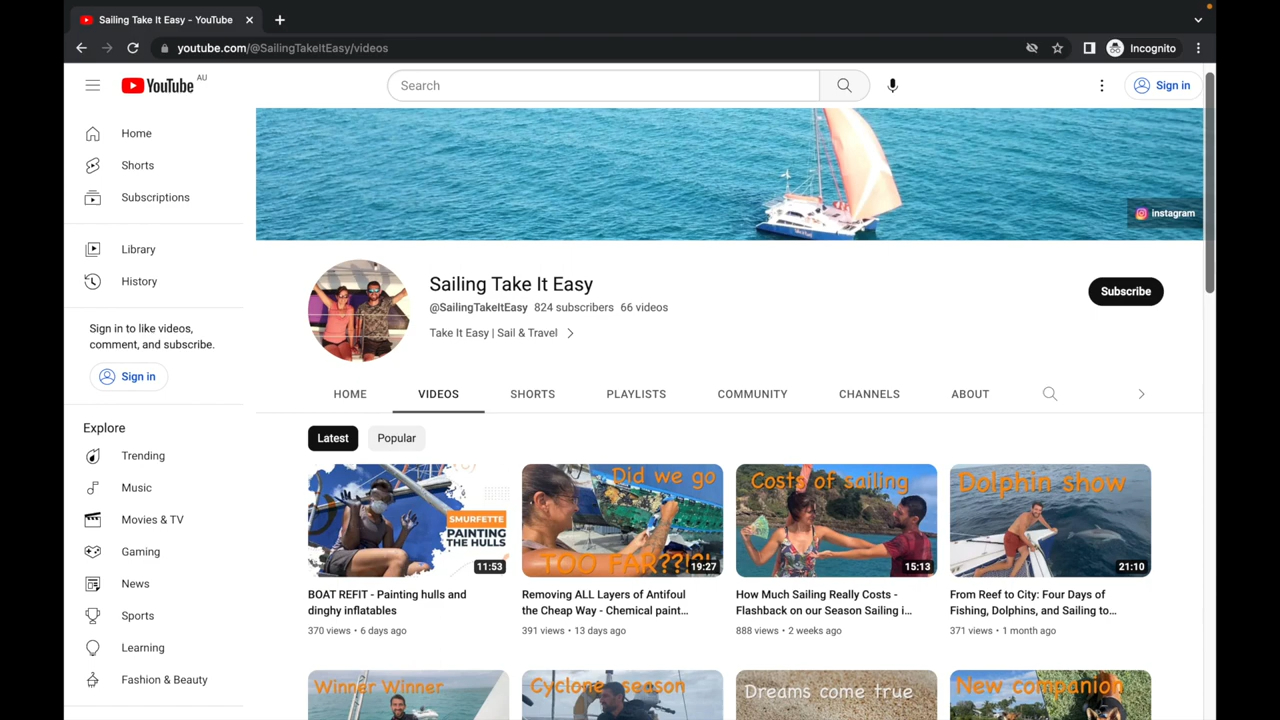 Sailing Take It Easy - YouTube
youtube.com/@SailingTakeItEasy/videos
Incognito
YouTube AU
Search
Sign in
Home
Shorts
Subscriptions
Library
History
Sign in to like videos,
comment, and subscribe.
Sign in
Explore
Trending
Music
Movies & TV
Gaming
News
Sports
Learning
Fashion & Beauty
instagram
Sailing Take It Easy
@SailingTakeItEasy 824 subscribers 66 videos
Take It Easy | Sail & Travel
Subscribe
HOME VIDEOS SHORTS PLAYLISTS COMMUNITY CHANNELS ABOUT
Latest Popular
SMURFETTE
PAINTING
THE HULLS
11:53
BOAT REFIT - Painting hulls and
dinghy inflatables
370 views • 6 days ago
Did we go
TOO FAR??!?!
19:27
Removing ALL Layers of Antifoul
the Cheap Way - Chemical paint...
391 views • 13 days ago
Costs of sailing
15:13
How Much Sailing Really Costs -
Flashback on our Season Sailing i...
888 views • 2 weeks ago
Dolphin show
21:10
From Reef to City: Four Days of
Fishing, Dolphins, and Sailing to...
371 views • 1 month ago
Winner Winner
Cyclone season
Dreams come true
New companion